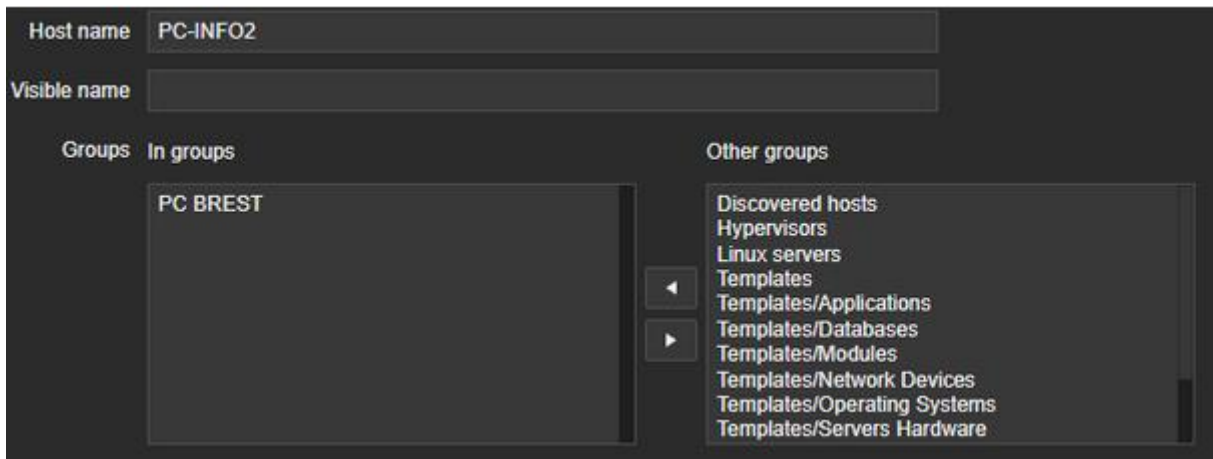 Host name PC-INFO2
Visible name
Groups In groups Other groups
PC BREST
Discovered hosts
Hypervisors
Linux servers
Templates
Templates/Applications
Templates/Databases
Templates/Modules
Templates/Network Devices
Templates/Operating Systems
Templates/Servers Hardware